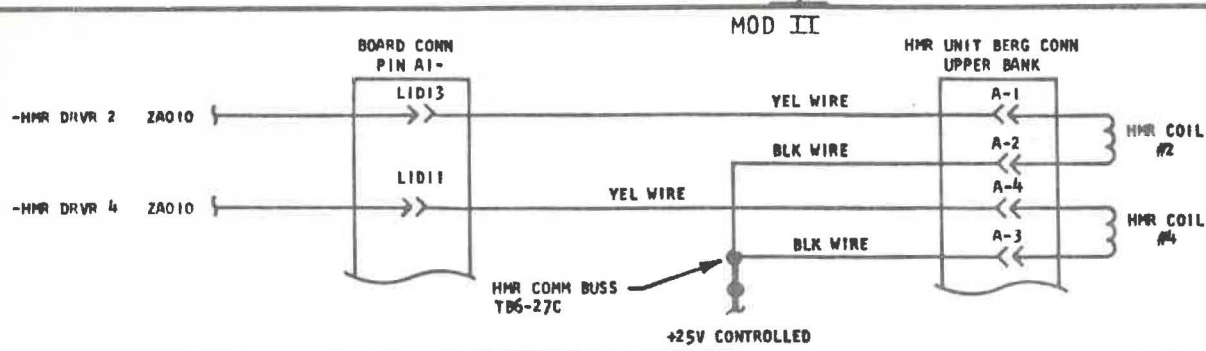 MOD II
BOARD CONN
PIN A1-
HMR UNIT BERG CONN
UPPER BANK
-HMR DRVR 2 ZA010
L1D13
YEL WIRE
A-1
HMR COIL
#2
BLK WIRE
A-2
-HMR DRVR 4 ZA010
L1D11
YEL WIRE
A-4
HMR COIL
#4
BLK WIRE
A-3
HMR COMM BUSS
TB6-27C
+25V CONTROLLED